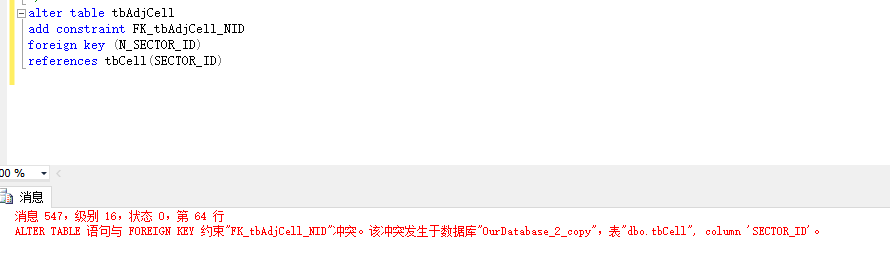 alter table tbAdjCell
add constraint FK_tbAdjCell_NID
foreign key (N_SECTOR_ID)
references tbCell(SECTOR_ID)
00 %
消息
消息 547，级别 16，状态 0，第 64 行
ALTER TABLE 语句与 FOREIGN KEY 约束"FK_tbAdjCell_NID"冲突。该冲突发生于数据库"OurDatabase_2_copy"，表"dbo.tbCell", column 'SECTOR_ID'。